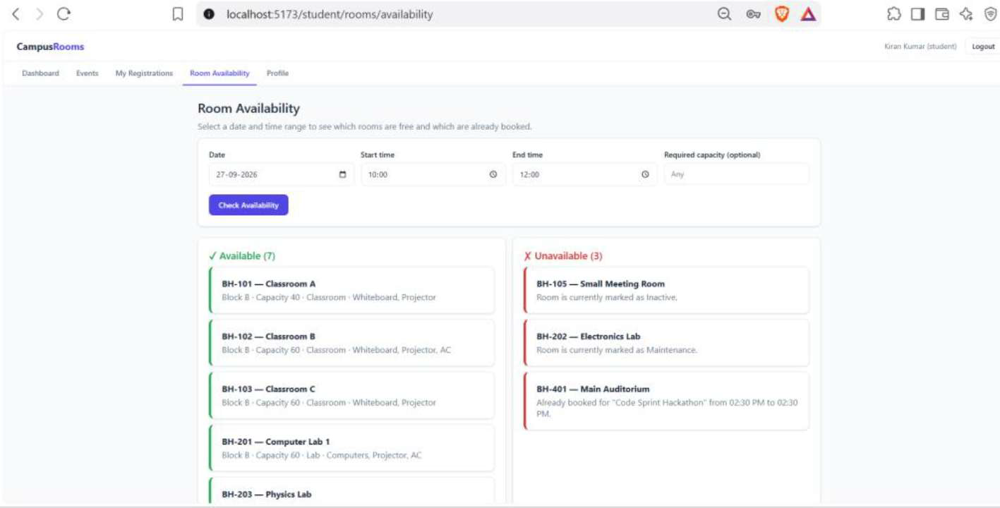 localhost:5173/student/rooms/availability
CampusRooms
Kiran Kumar (student) Logout
Dashboard Events My Registrations Room Availability Profile
Room Availability
Select a date and time range to see which rooms are free and which are already booked.
Date Start time End time Required capacity (optional)
27-09-2026 10:00 12:00 Any
Check Availability
✓ Available (7)
BH-101 — Classroom A
Block B · Capacity 40 · Classroom · Whiteboard, Projector
BH-102 — Classroom B
Block B · Capacity 60 · Classroom · Whiteboard, Projector, AC
BH-103 — Classroom C
Block B · Capacity 60 · Classroom · Whiteboard, Projector
BH-201 — Computer Lab 1
Block B · Capacity 60 · Lab · Computers, Projector, AC
BH-203 — Physics Lab
✗ Unavailable (3)
BH-105 — Small Meeting Room
Room is currently marked as Inactive.
BH-202 — Electronics Lab
Room is currently marked as Maintenance.
BH-401 — Main Auditorium
Already booked for "Code Sprint Hackathon" from 02:30 PM to 02:30
PM.